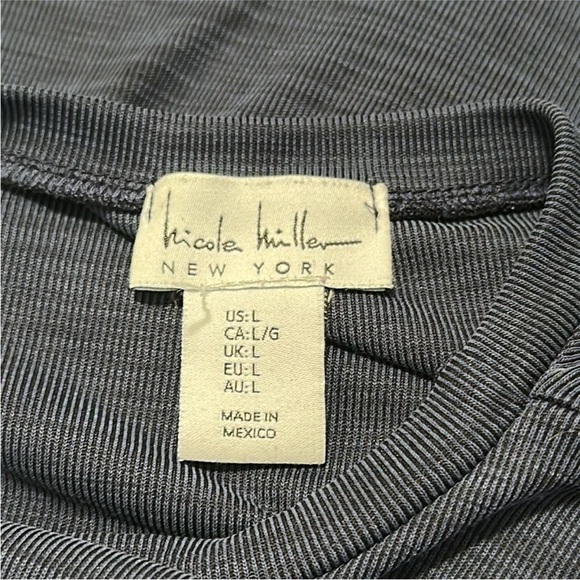 Nicole Miller
NEW YORK
US: L
CA: L/G
UK: L
EU: L
AU: L
MADE IN
MEXICO